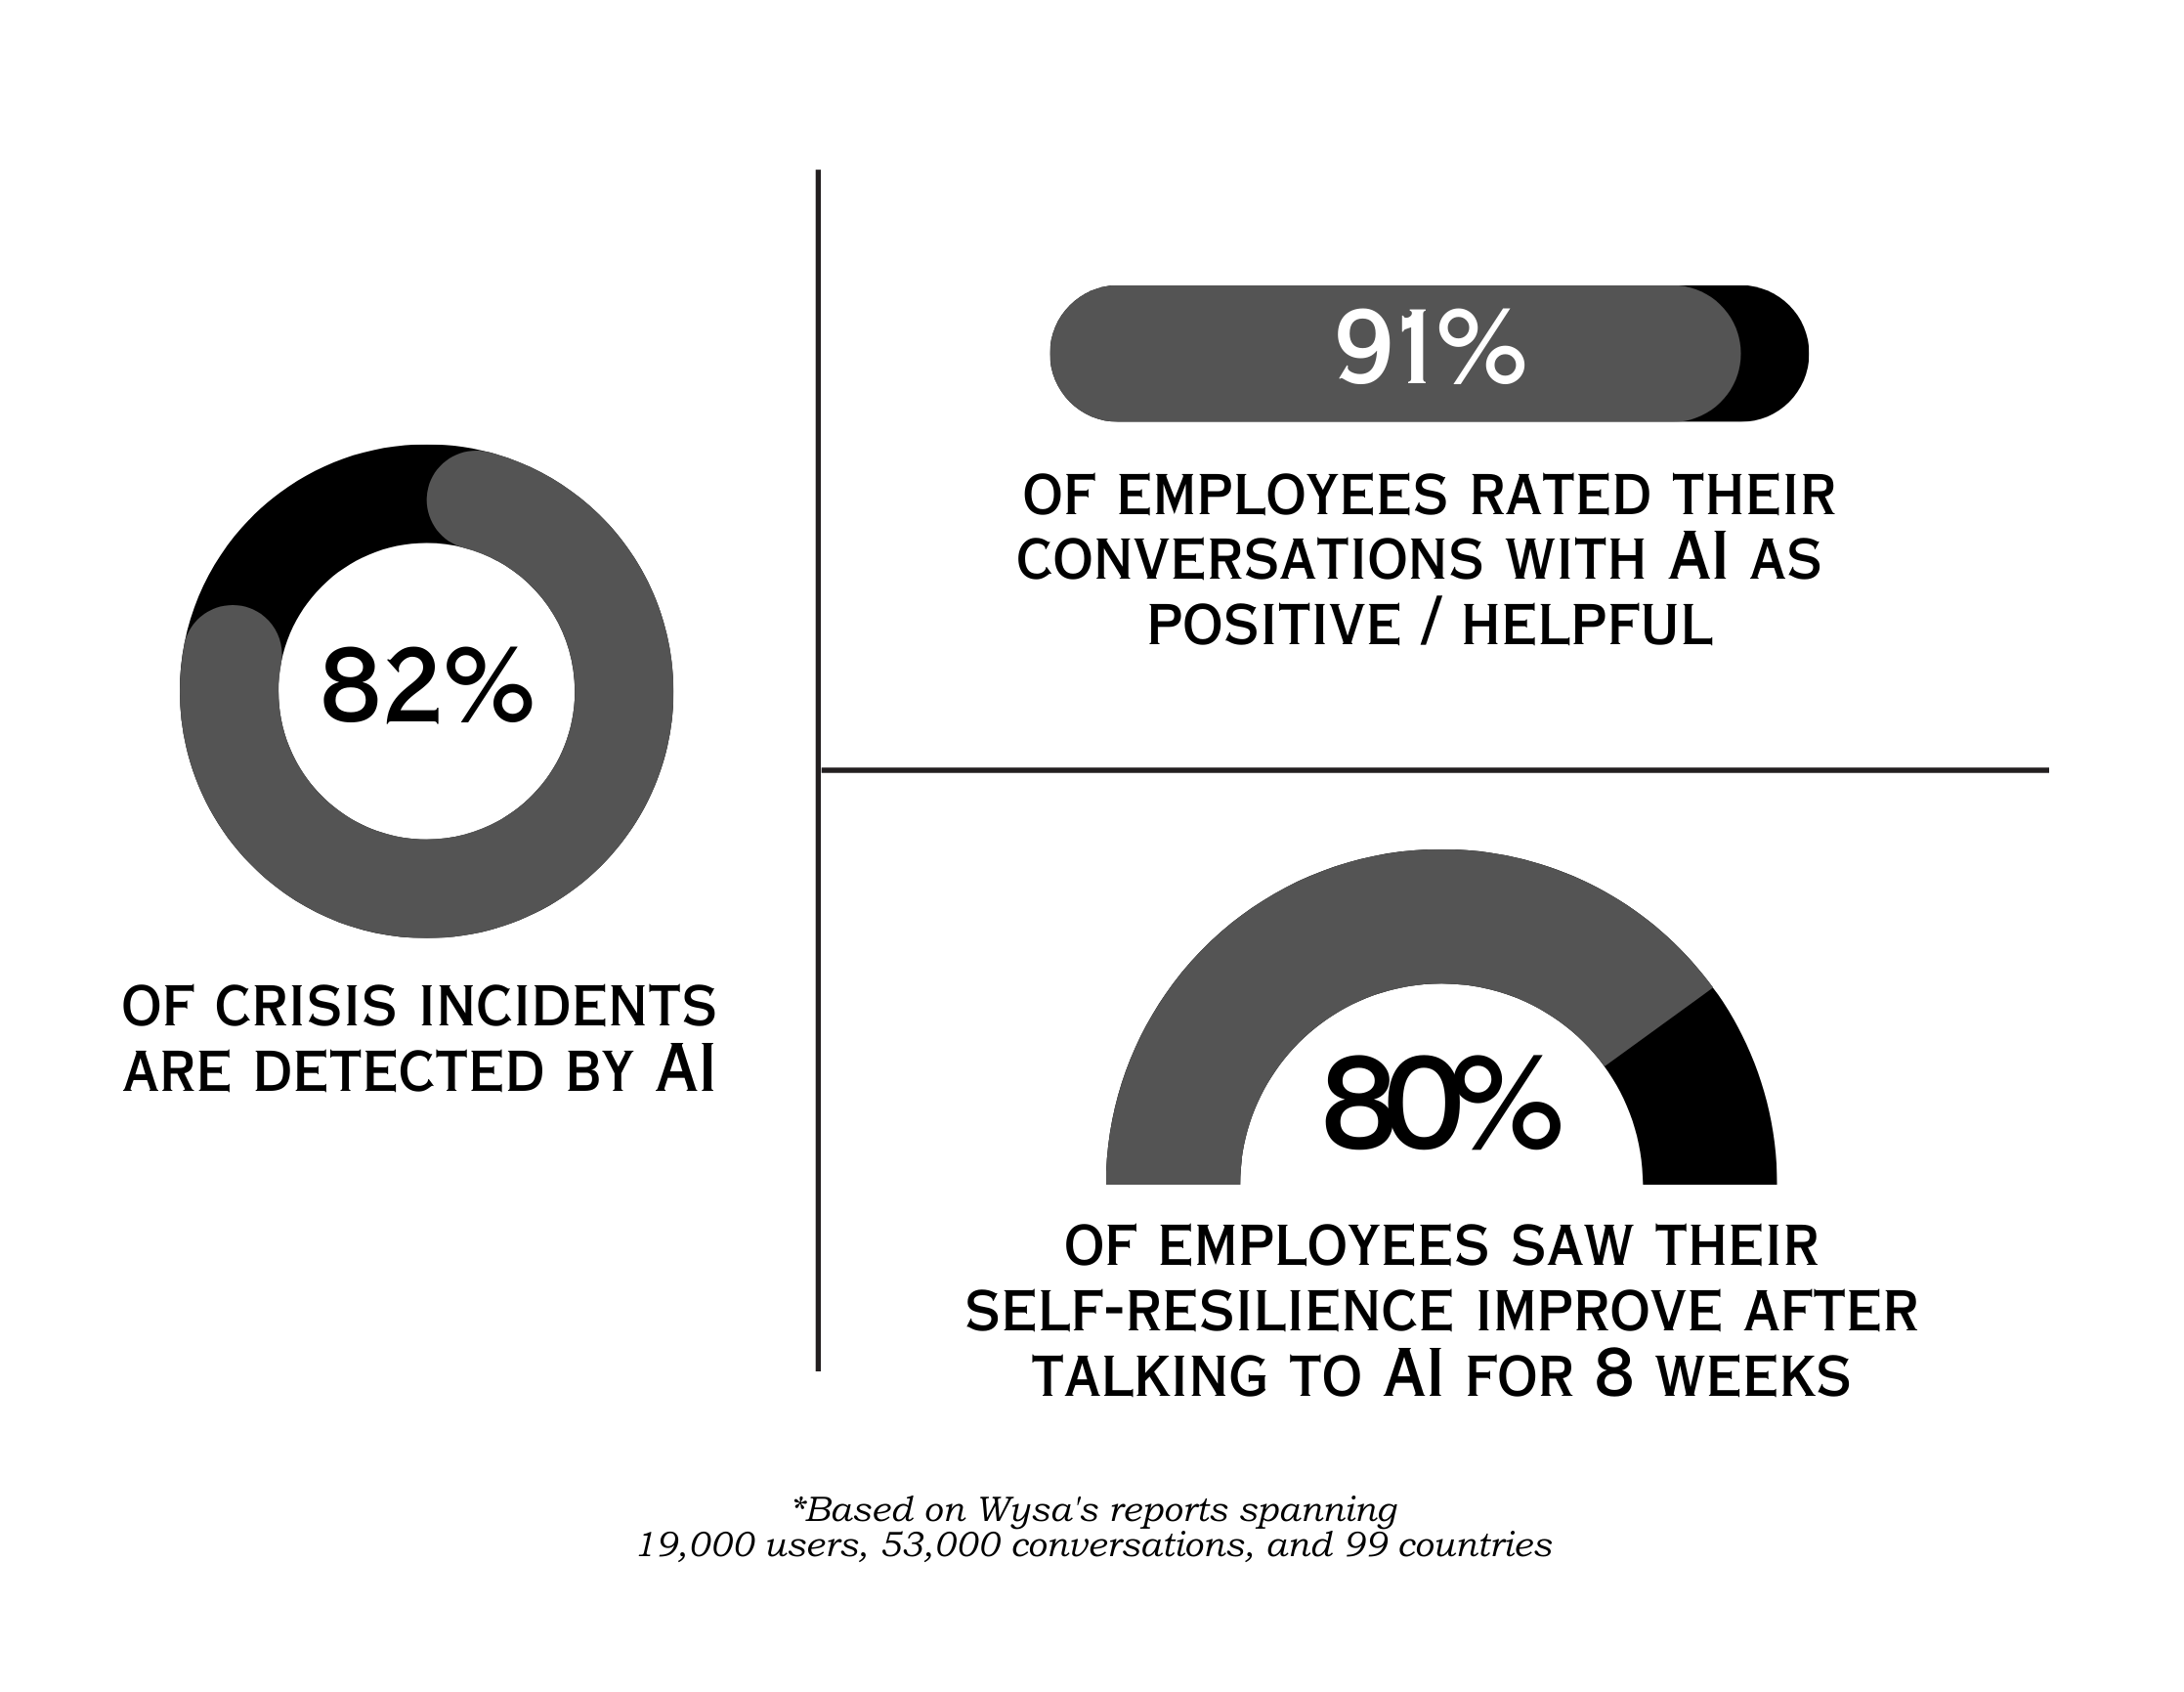 82%
OF CRISIS INCIDENTS
ARE DETECTED BY AI
91%
OF EMPLOYEES RATED THEIR
CONVERSATIONS WITH AI AS
POSITIVE / HELPFUL
80%
OF EMPLOYEES SAW THEIR
SELF-RESILIENCE IMPROVE AFTER
TALKING TO AI FOR 8 WEEKS
*Based on Wysa's reports spanning
19,000 users, 53,000 conversations, and 99 countries